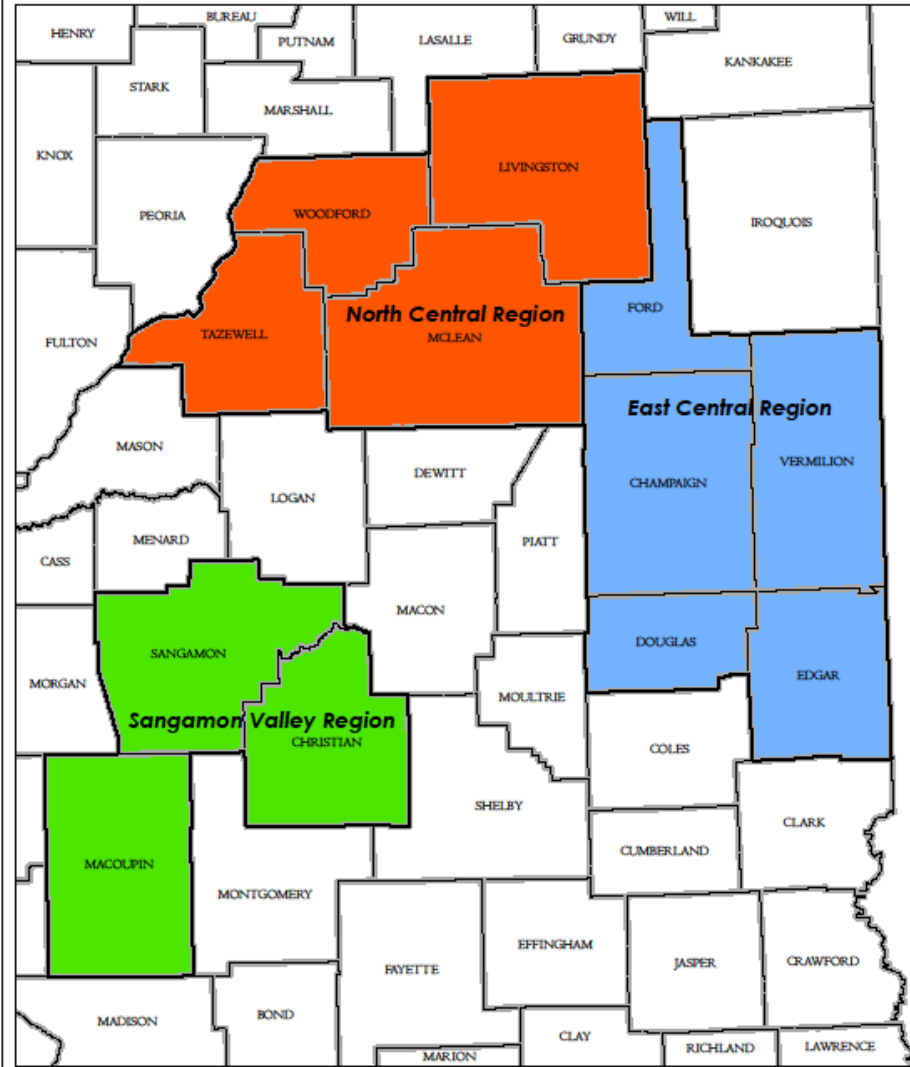 BUREAU
WILL
HENRY
PUTNAM
LASALLE
GRUNDY
KANKAKEE
STARK
MARSHALL
KNOX
LIVINGSTON
PEORIA
WOODFORD
IROQUOIS
FORD
North Central Region
TAZEWELL
MCLEAN
FULTON
East Central Region
MASON
VERMILION
DEWITT
CHAMPAIGN
LOGAN
MENARD
PIATT
CASS
MACON
DOUGLAS
SANGAMON
EDGAR
MORGAN
MOULTRIE
Sangamon Valley Region
CHRISTIAN
COLES
SHELBY
CLARK
CUMBERLAND
MACOUPIN
MONTGOMERY
EFFINGHAM
CRAWFORD
JASPER
FAYETTE
BOND
MADISON
CLAY
RICHLAND
LAWRENCE
MARION